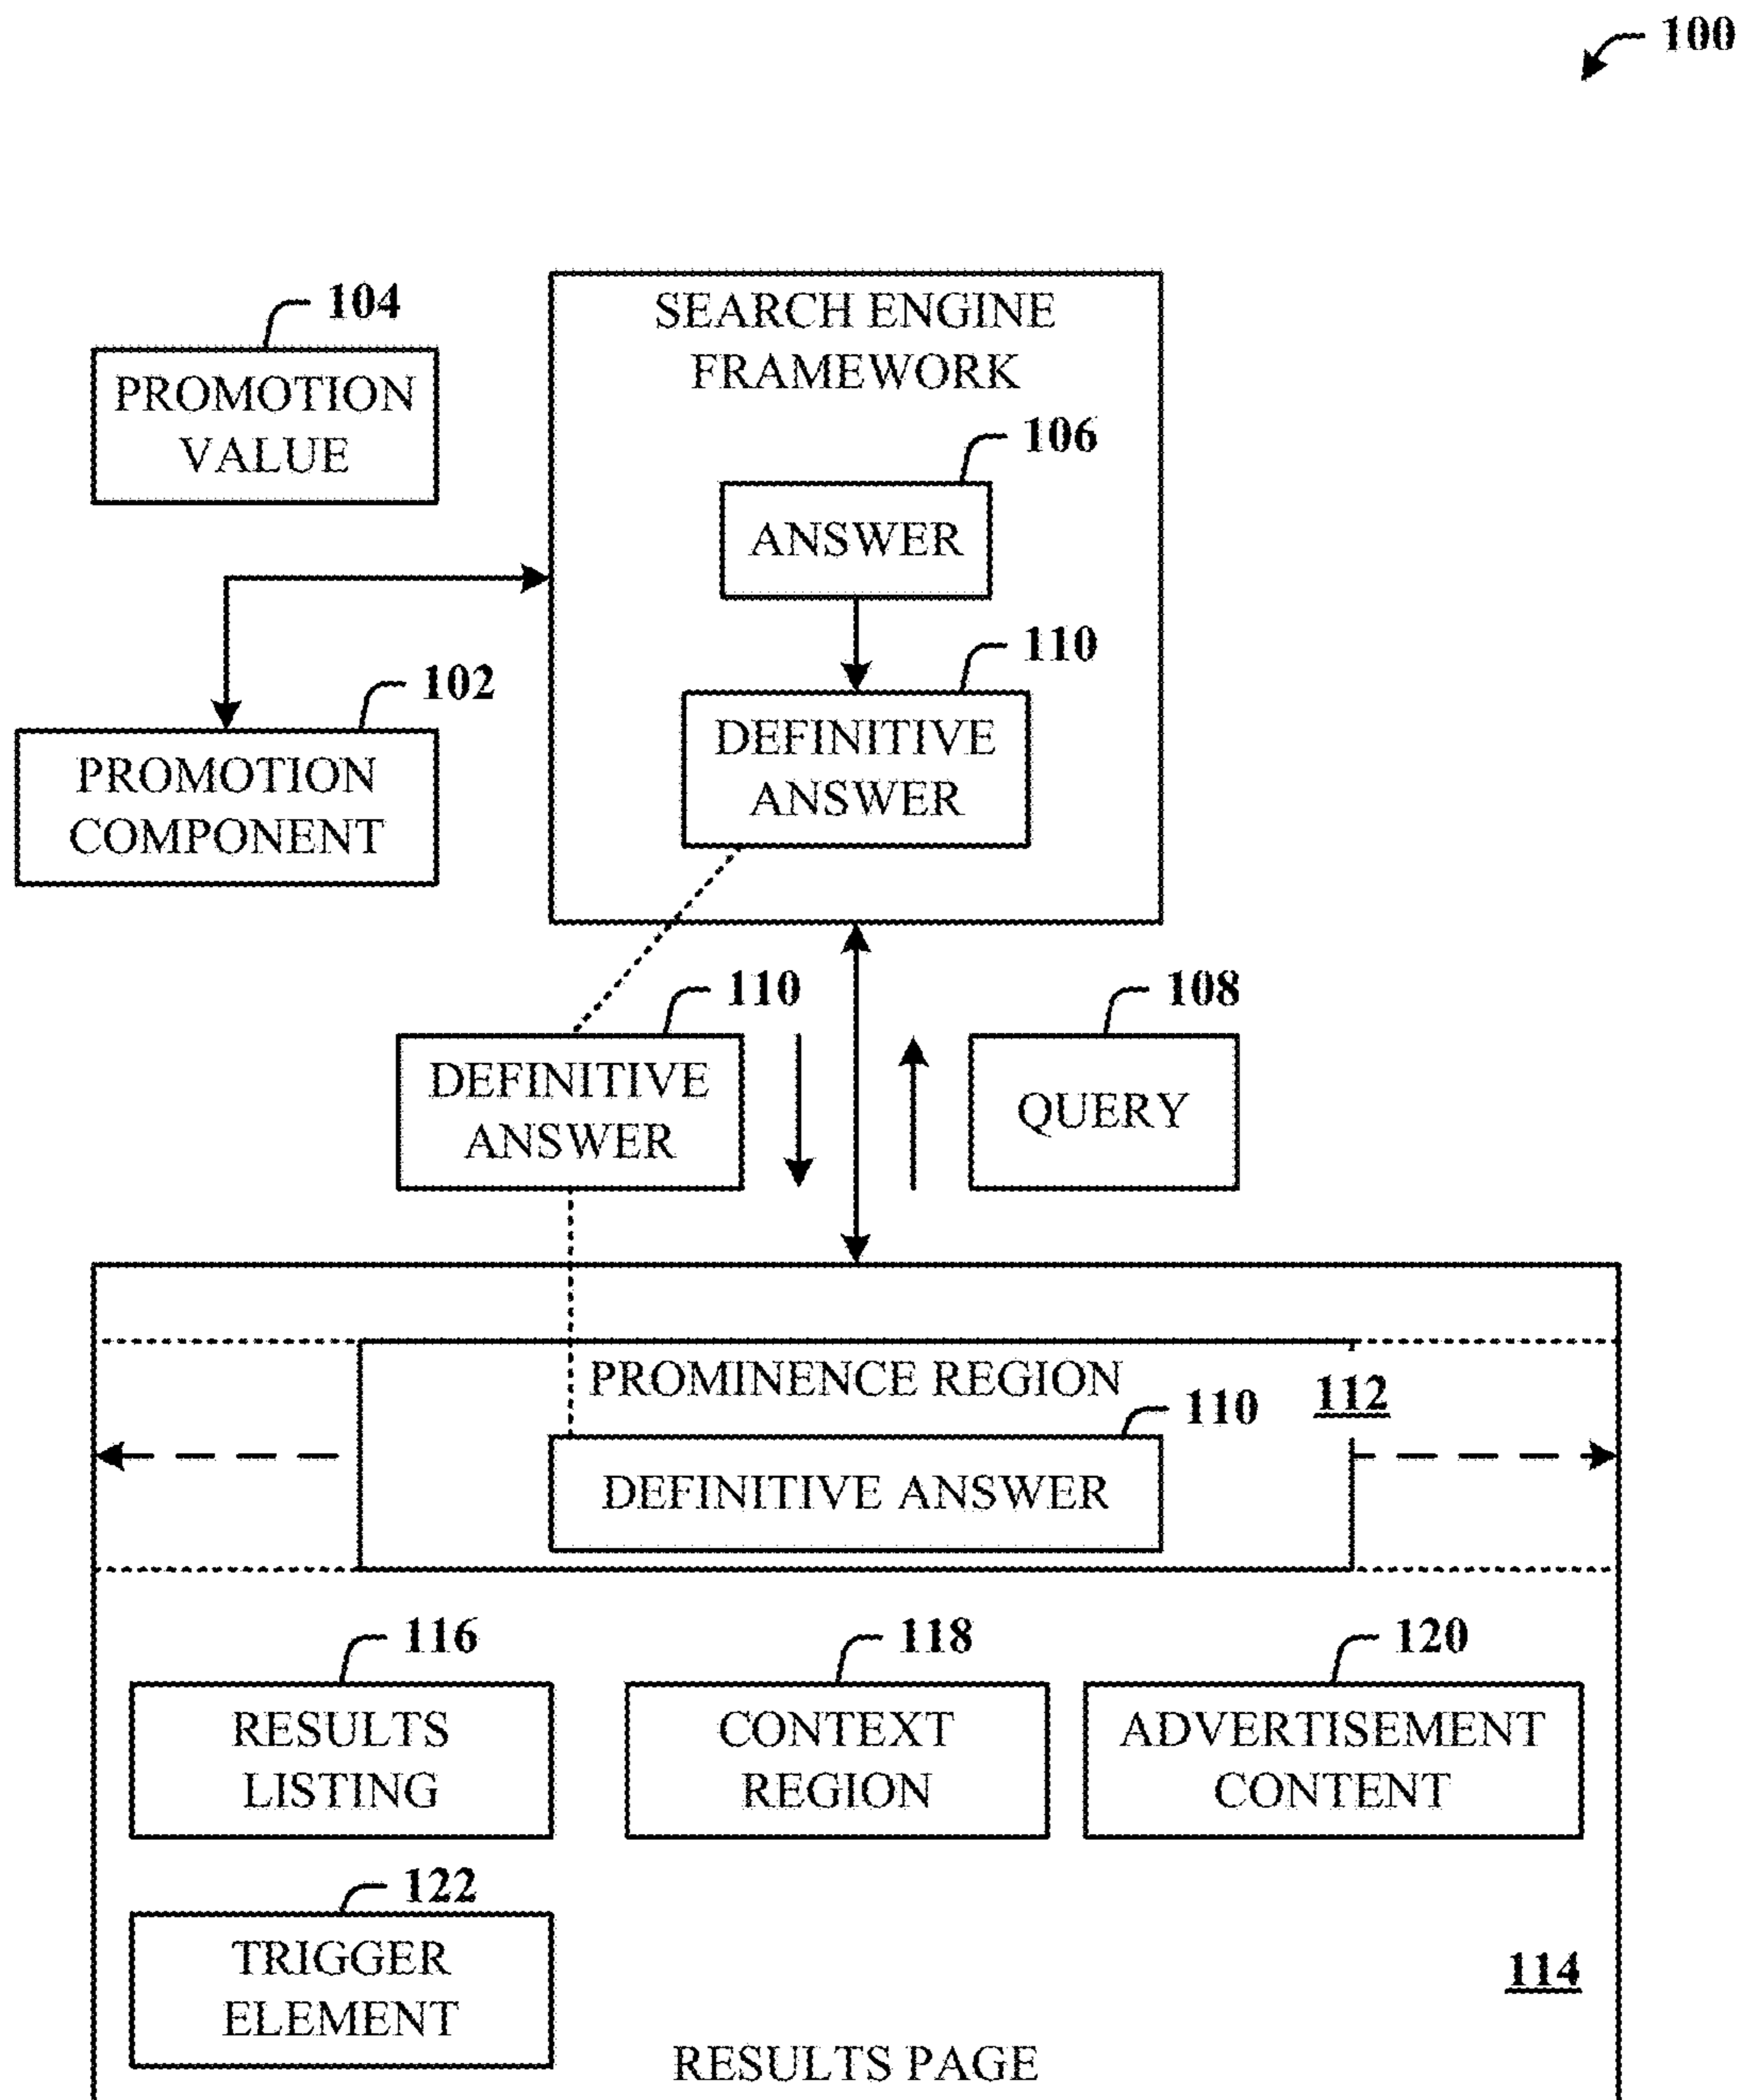 100
104
SEARCH ENGINE
FRAMEWORK
PROMOTION
VALUE
106
ANSWER
110
DEFINITIVE
ANSWER
102
PROMOTION
COMPONENT
110
108
DEFINITIVE
ANSWER
QUERY
PROMINENCE REGION
112
110
DEFINITIVE ANSWER
116
118
120
RESULTS
LISTING
CONTEXT
REGION
ADVERTISEMENT
CONTENT
122
TRIGGER
ELEMENT
114
RESULTS PAGE